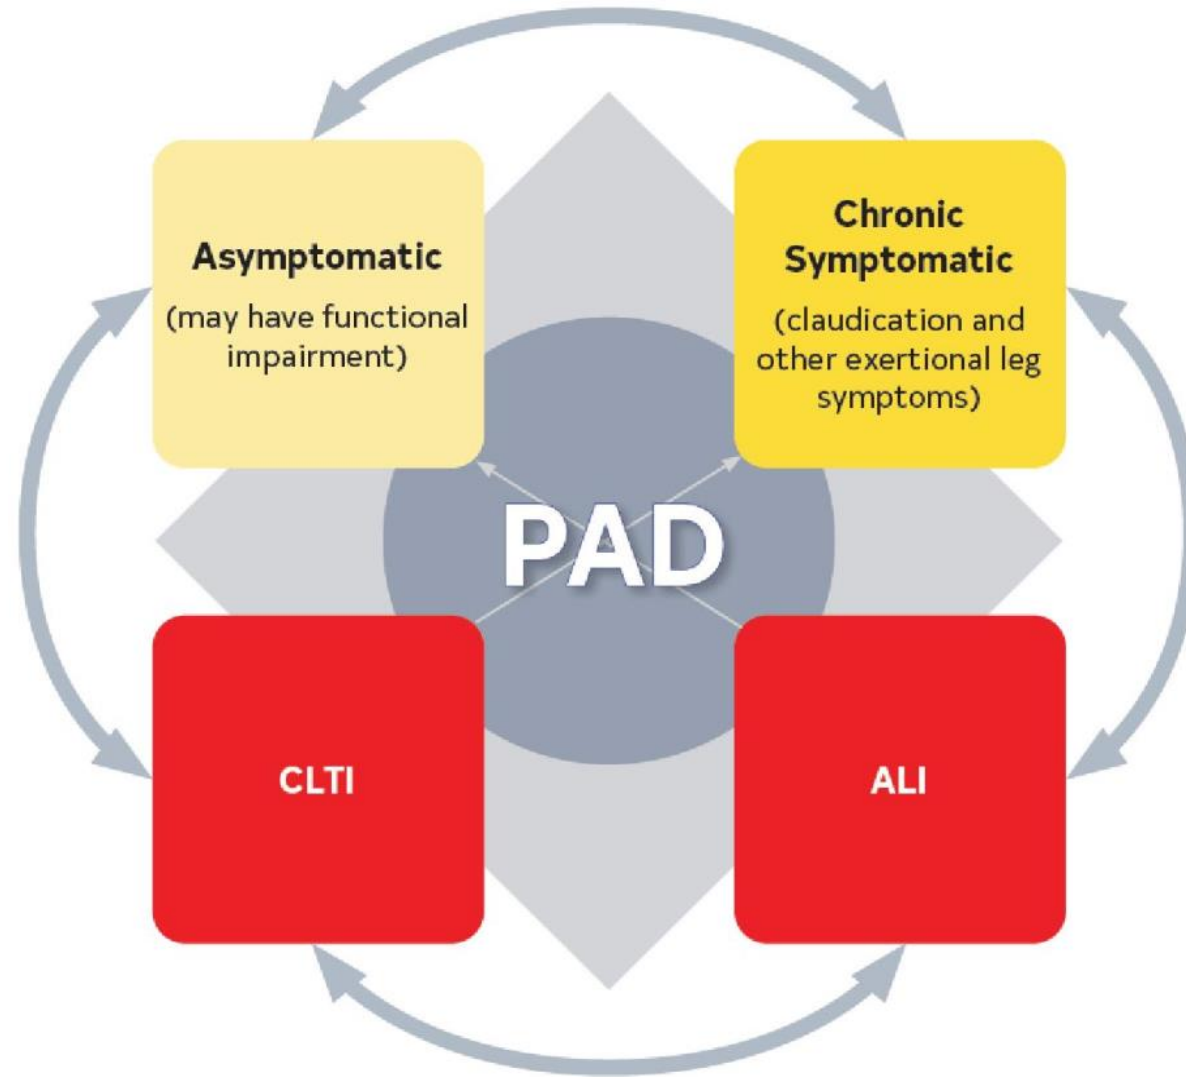 Asymptomatic
(may have functional
impairment)
Chronic
Symptomatic
(claudication and
other exertional leg
symptoms)
PAD
CLTI
ALI